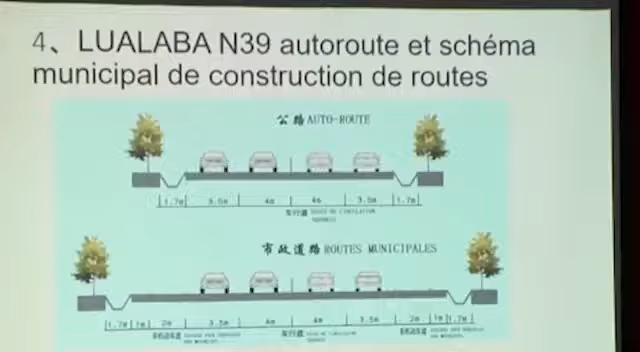 4、LUALABA N39 autoroute et schéma
municipal de construction de routes
公路 AUTO-ROUTE
1.7m 3.5m 4m 4m 3.5m 1.7m
车行道
市政道路 ROUTES MUNICIPALES
1.7m 1m 2m 3.5m 4m 4m 3.5m 2m 1m 1.7m
车行道